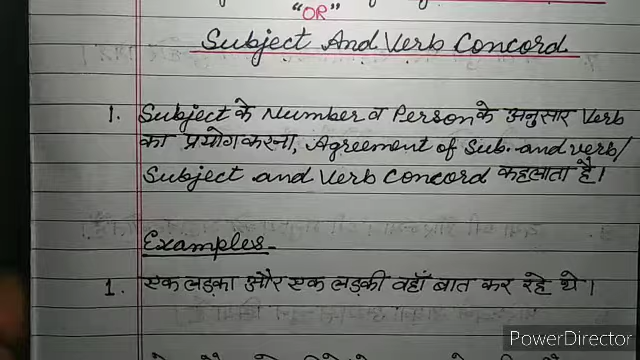 "OR"
Subject And Verb Concord
1. Subject के Number व Person के अनुसार Verb
का प्रयोग करना, Agreement of Sub. and verb/
Subject and Verb Concord कहलाता है।
Examples-
1. एक लड़का और एक लड़की वहाँ बात कर रहे थे।
PowerDirector